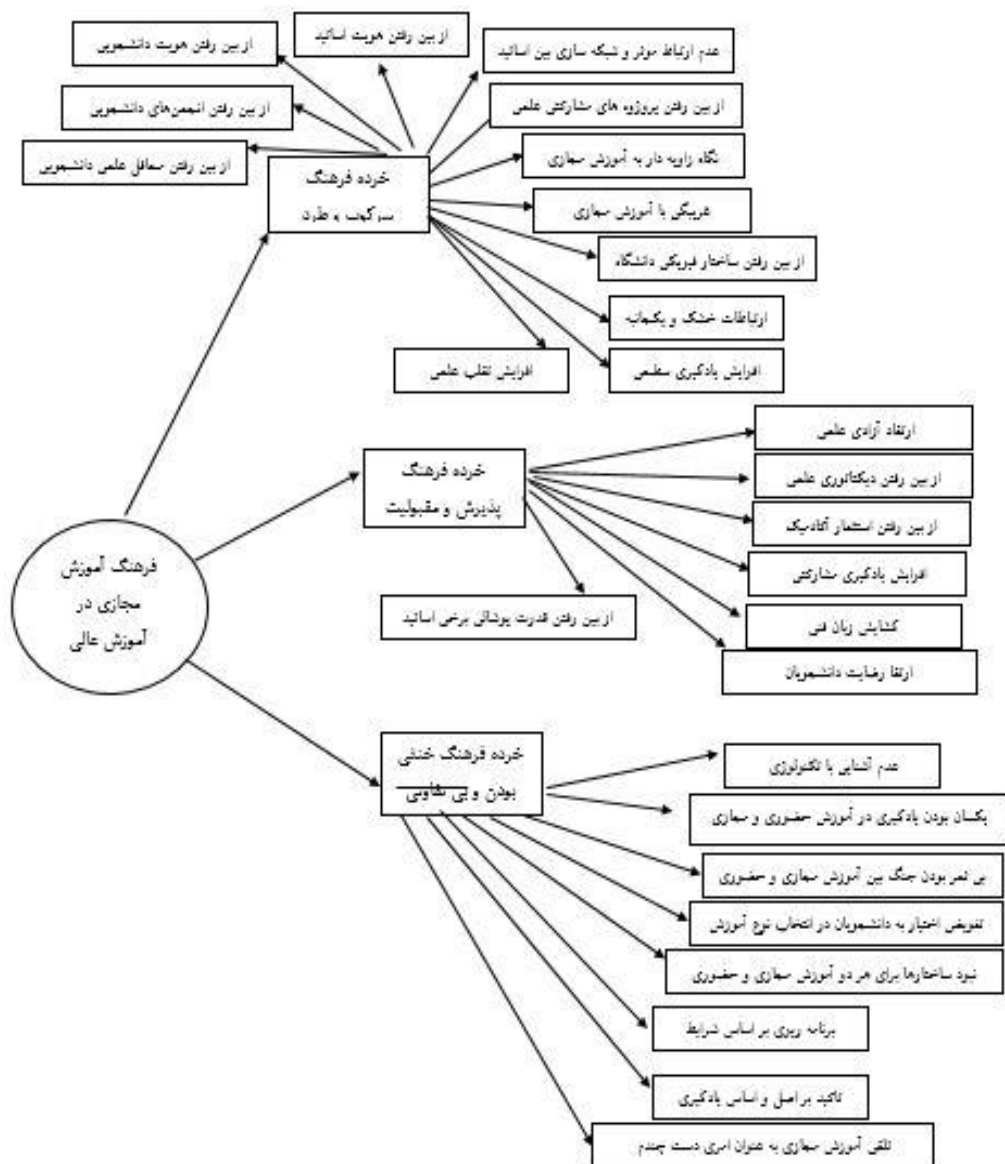 از بین رفتن هویت دانشجویی
از بین رفتن هویت اساتید
عدم ارتباط موثر و شبکه سازی بین اساتید
از بین رفتن انجمن‌های دانشجویی
از بین رفتن پروژه های مشارکتی علمی
از بین رفتن محافل علمی دانشجویی
نگاه زاویه دار به آموزش مجازی
خرده فرهنگ
سرکوب و طرد
غریبگی با آموزش مجازی
از بین رفتن ساختار فیزیکی دانشگاه
ارتباطات خشک و یکجانبه
افزایش یادگیری سطحی
افزایش تقلب علمی
خرده فرهنگ
پذیرش و مقبولیت
ارتقاء آزادی علمی
از بین رفتن دیکتاتوری علمی
از بین رفتن استثمار آکادمیک
افزایش یادگیری مشارکتی
گشایش زبان فنی
ارتقا رضایت دانشجویان
از بین رفتن قدرت پوشالی برخی اساتید
فرهنگ آموزش
مجازی در
آموزش عالی
خرده فرهنگ خنثی
بودن و بی تفاوتی
عدم آشنایی با تکنولوژی
یکسان بودن یادگیری در آموزش حضوری و مجازی
بی ثمر بودن جنگ بین آموزش مجازی و حضوری
تفویض اختیار به دانشجویان در انتخاب نوع آموزش
نبود ساختارها برای هر دو آموزش مجازی و حضوری
برنامه ریزی بر اساس شرایط
تاکید بر اصل و اساس یادگیری
تلقی آموزش مجازی به عنوان امری دست چندم